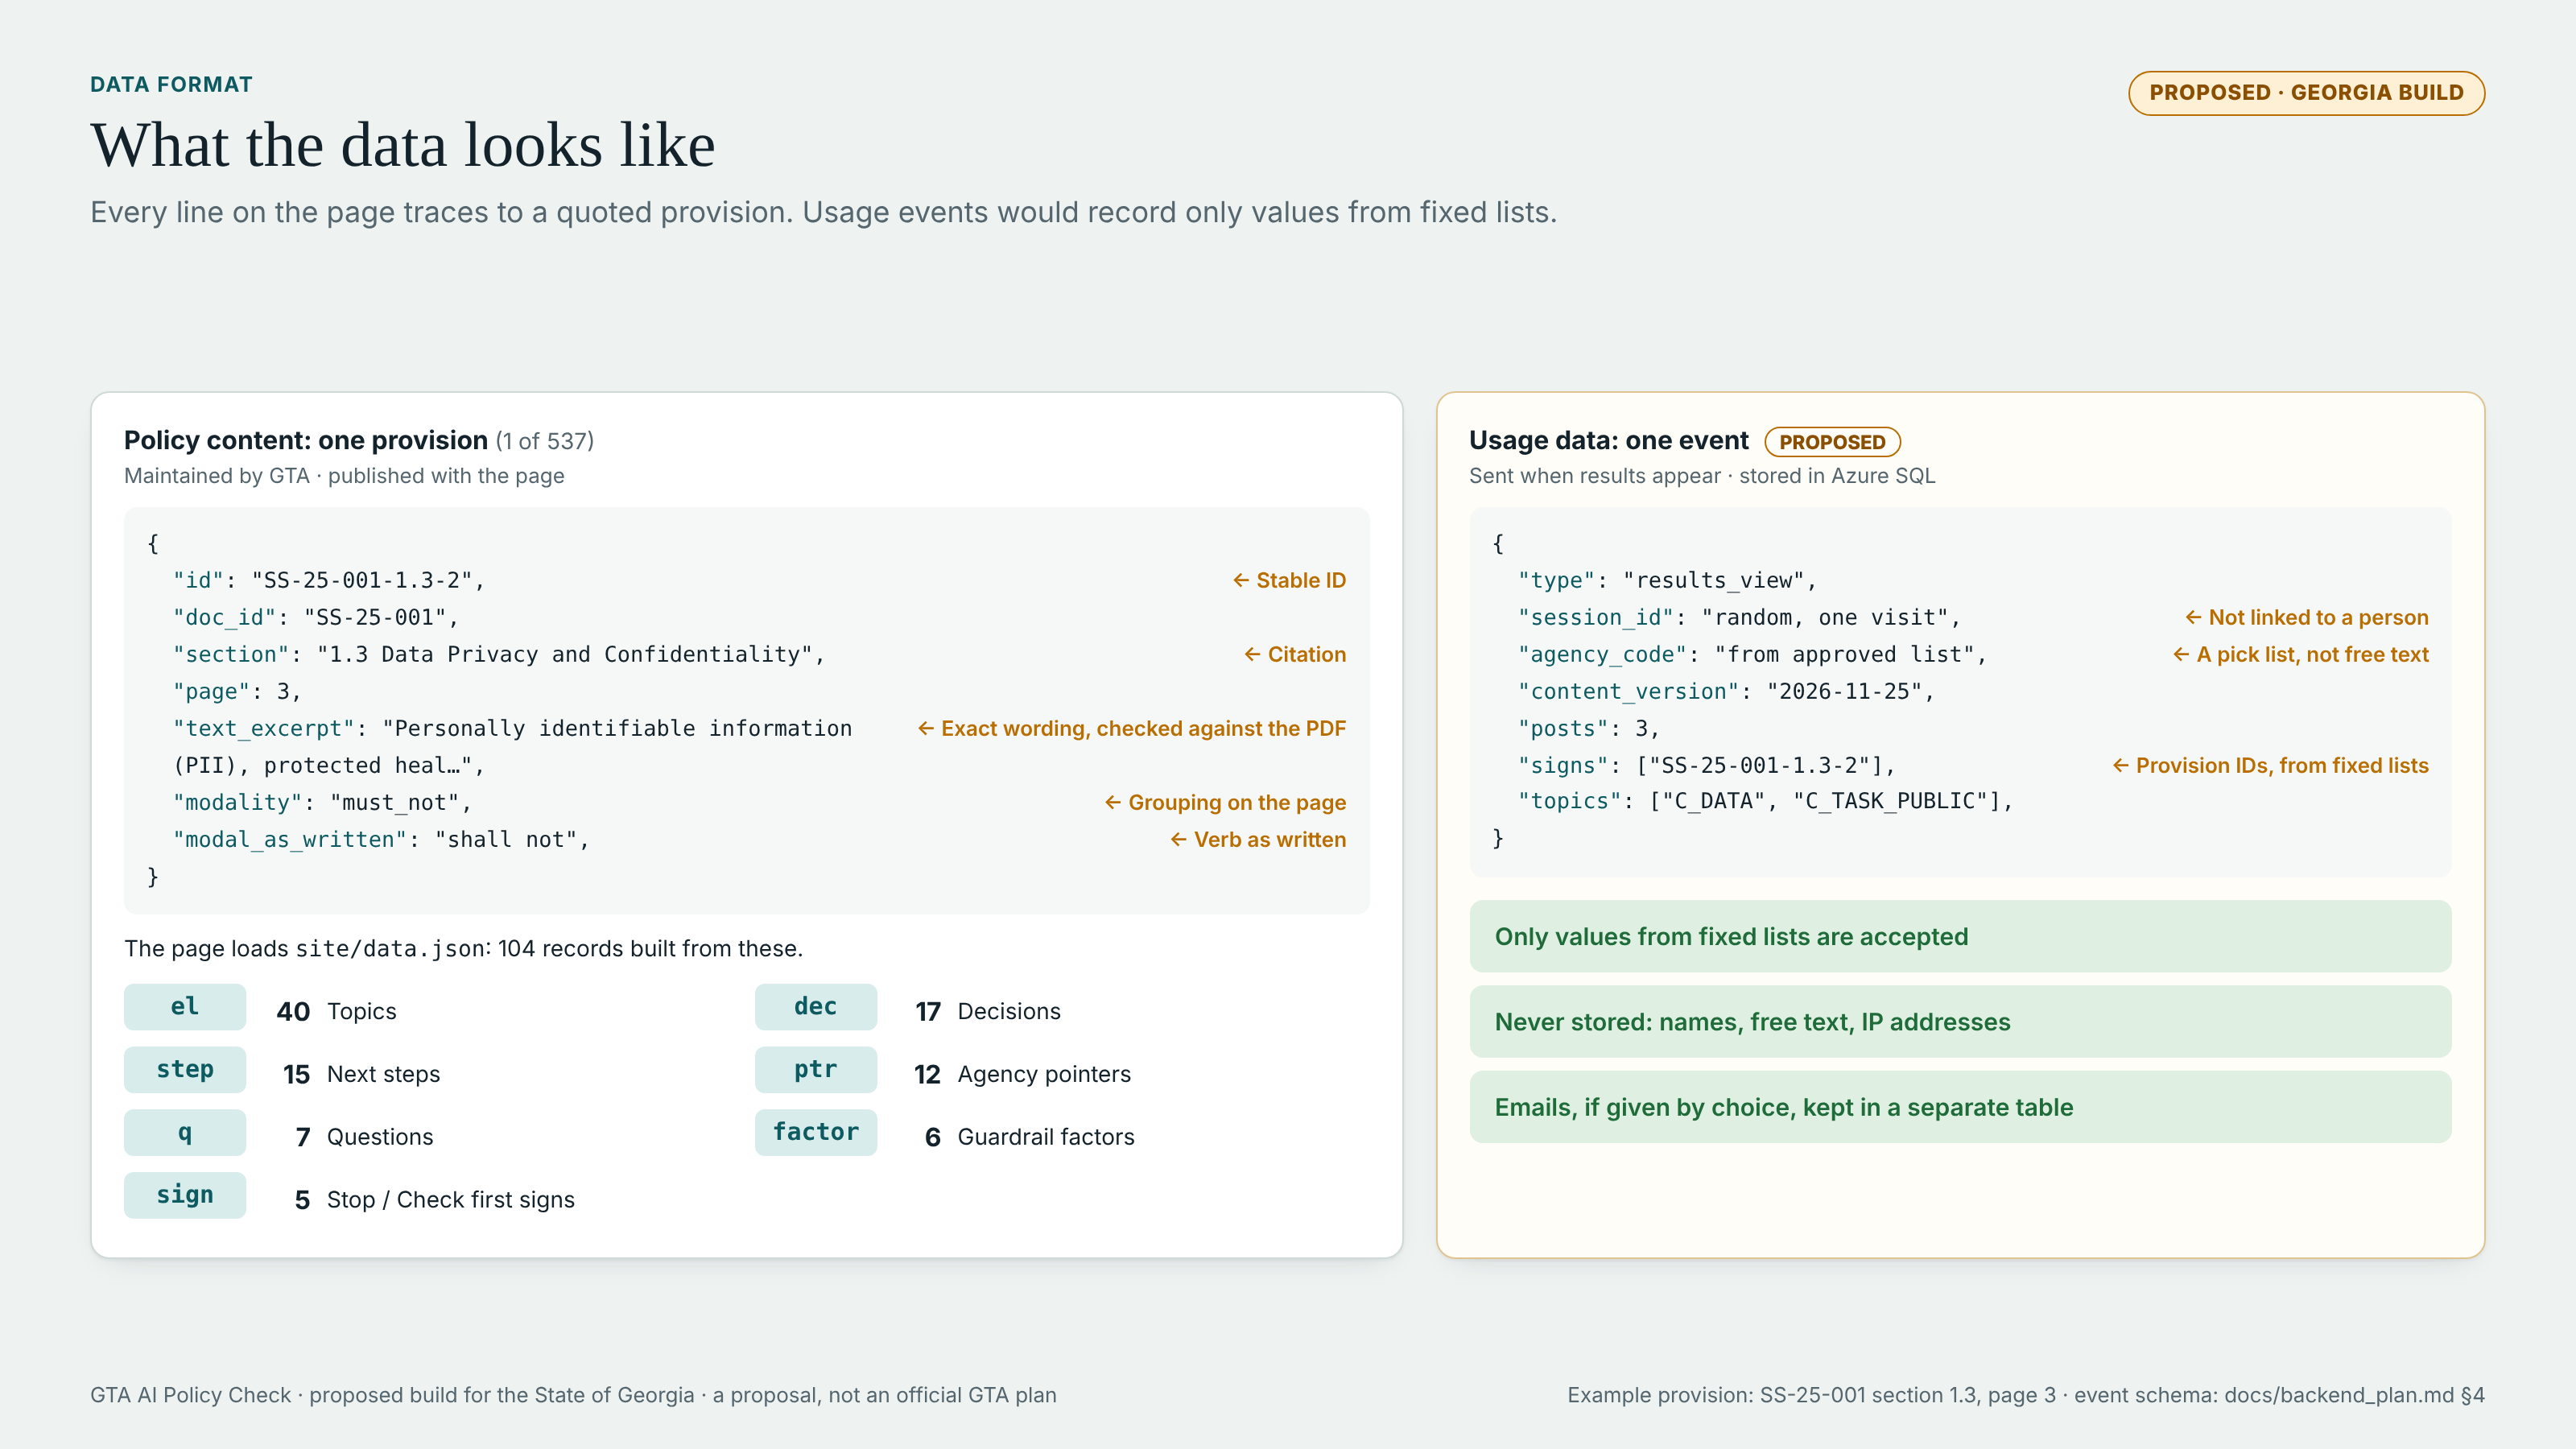 DATA FORMAT
PROPOSED · GEORGIA BUILD
What the data looks like
Every line on the page traces to a quoted provision. Usage events would record only values from fixed lists.
Policy content: one provision (1 of 537)
Maintained by GTA · published with the page
{
"id": "SS-25-001-1.3-2", ← Stable ID
"doc_id": "SS-25-001",
"section": "1.3 Data Privacy and Confidentiality", ← Citation
"page": 3,
"text_excerpt": "Personally identifiable information ← Exact wording, checked against the PDF
(PII), protected heal…",
"modality": "must_not", ← Grouping on the page
"modal_as_written": "shall not", ← Verb as written
}
The page loads site/data.json: 104 records built from these.
el 40 Topics
dec 17 Decisions
step 15 Next steps
ptr 12 Agency pointers
q 7 Questions
factor 6 Guardrail factors
sign 5 Stop / Check first signs
Usage data: one event PROPOSED
Sent when results appear · stored in Azure SQL
{
"type": "results_view",
"session_id": "random, one visit", ← Not linked to a person
"agency_code": "from approved list", ← A pick list, not free text
"content_version": "2026-11-25",
"posts": 3,
"signs": ["SS-25-001-1.3-2"], ← Provision IDs, from fixed lists
"topics": ["C_DATA", "C_TASK_PUBLIC"],
}
Only values from fixed lists are accepted
Never stored: names, free text, IP addresses
Emails, if given by choice, kept in a separate table
GTA AI Policy Check · proposed build for the State of Georgia · a proposal, not an official GTA plan
Example provision: SS-25-001 section 1.3, page 3 · event schema: docs/backend_plan.md §4